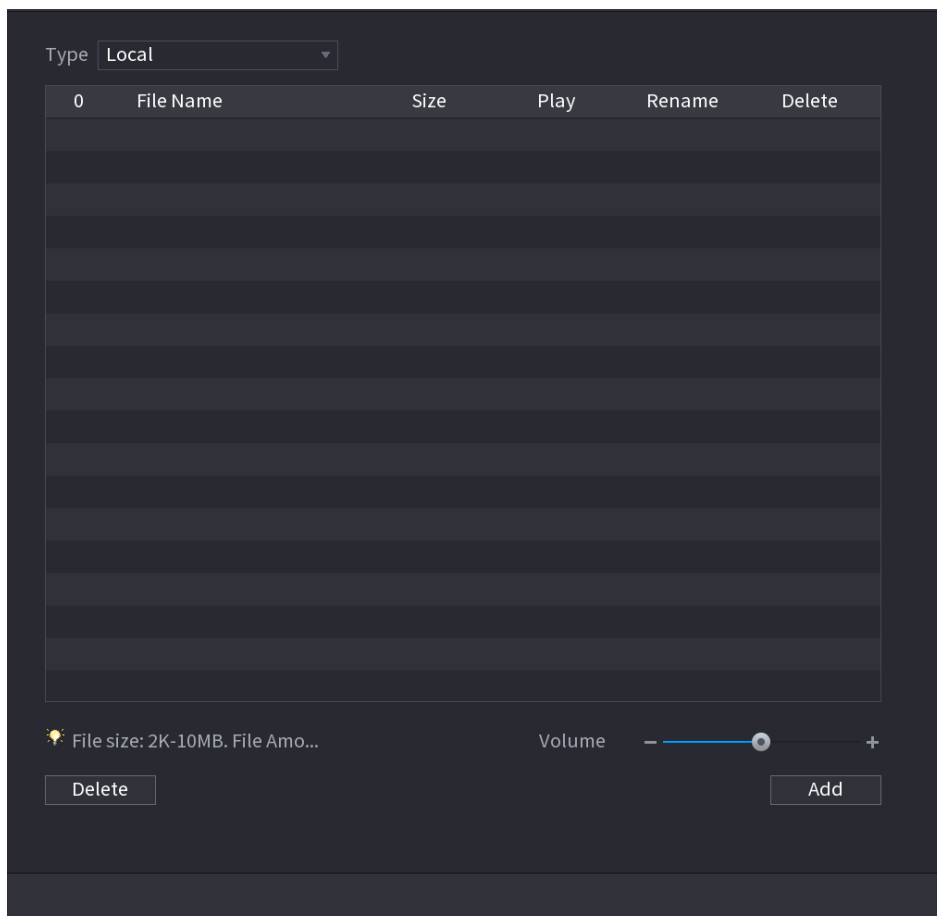 Type Local
0 File Name Size Play Rename Delete
File size: 2K-10MB. File Amo... Volume
Delete Add